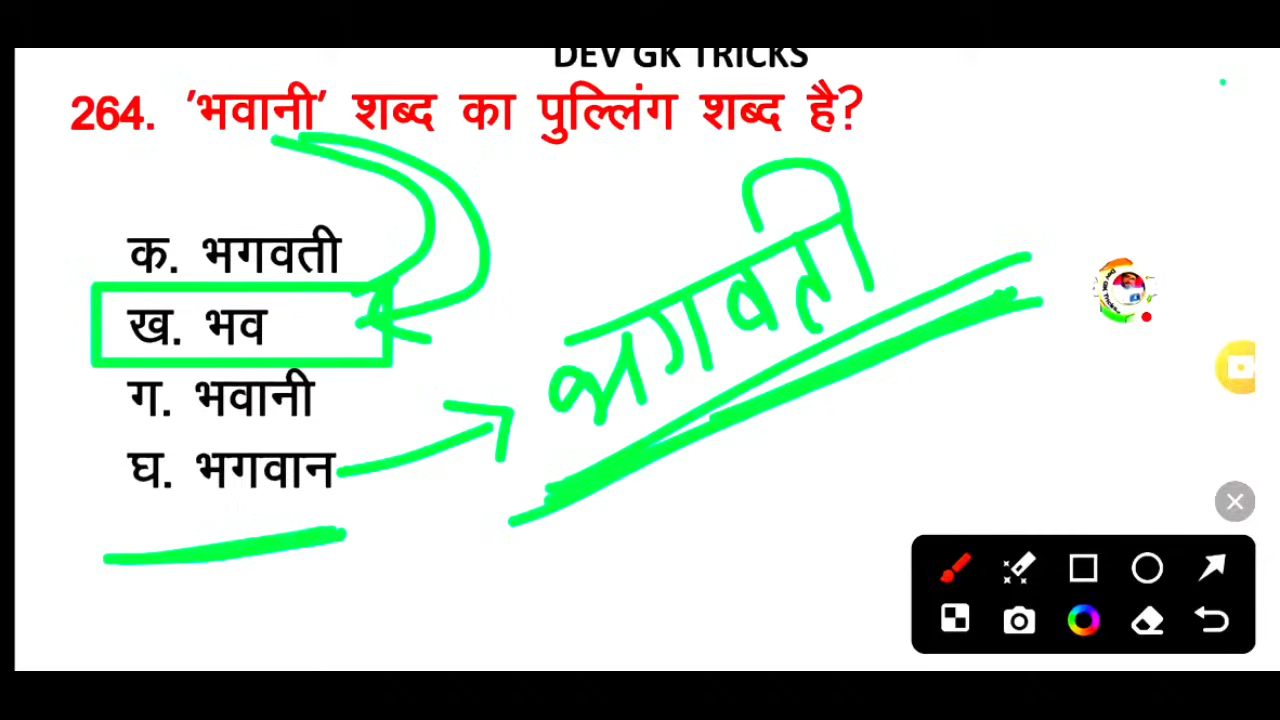 DEV GK TRICKS
264. 'भवानी' शब्द का पुल्लिंग शब्द है?
क. भगवती
ख. भव
ग. भवानी
घ. भगवान
भगवती